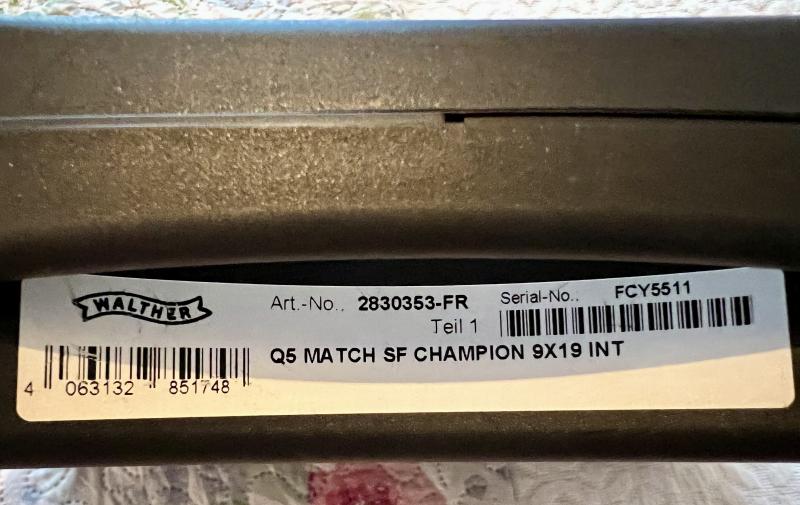 WALTHER
Art.-No.. 2830353-FR
Teil 1
Serial-No.: FCY5511
Q5 MATCH SF CHAMPION 9X19 INT
4 063132 851748